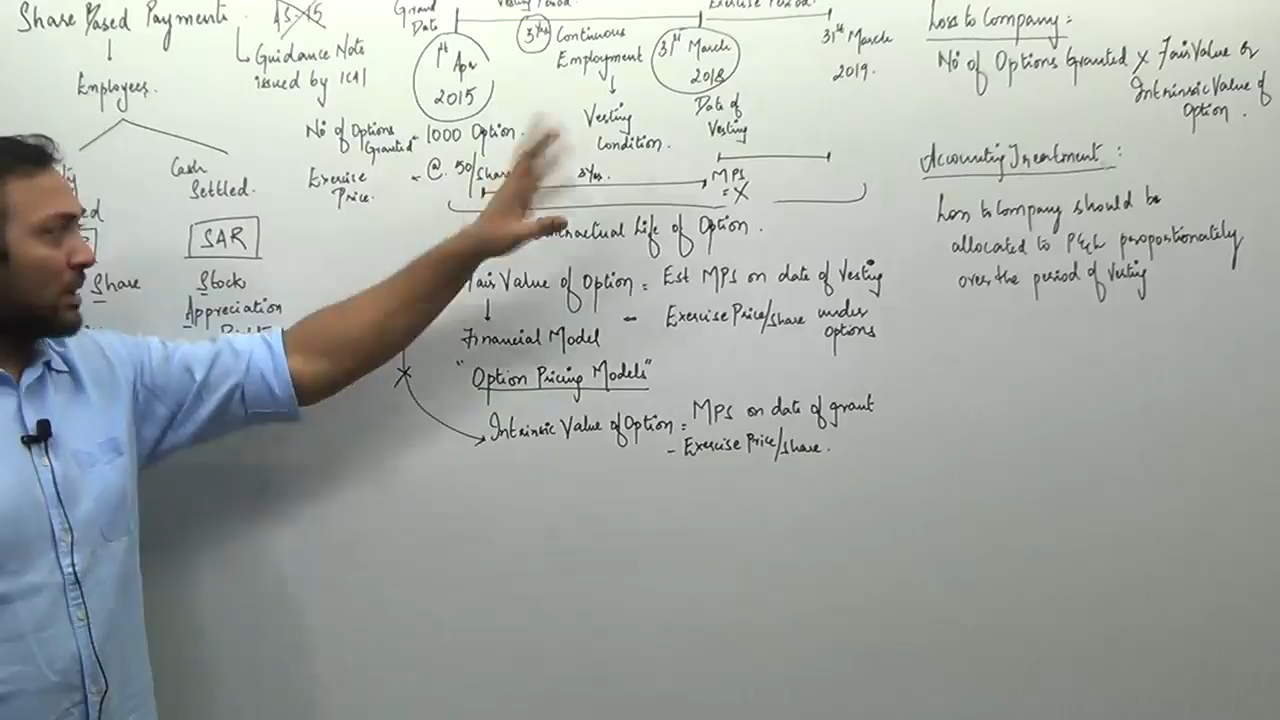 Share Based Payments
AS-15
Guidance Note
issued by ICAI
Employees.
Cash
Settled.
SAR
Share
Stock
Appreciation
Grant
Date
Vesting Period
Exercise Period
1st Apr
2015
3 yrs
Continuous
Employment
Vesting
Condition.
31st March
2018
Date of
Vesting
31st March
2019.
No of Options
Granted = 1000 Option.
Exercise
Price. = @. 50/Share
3 yrs.
MPS
= X
Life of Option.
Fair Value of Option = Est MPS on date of Vesting
- Exercise Price/share under
options
Financial Model
"Option Pricing Models"
Intrinsic Value of Option = MPS on date of grant
- Exercise Price/share.
Loss to Company :-
No of Options Granted X Fair Value or
Intrinsic Value of
Option.
Accounting Treatment :
Loss to Company should be
allocated to P&L proportionately
over the period of Vesting